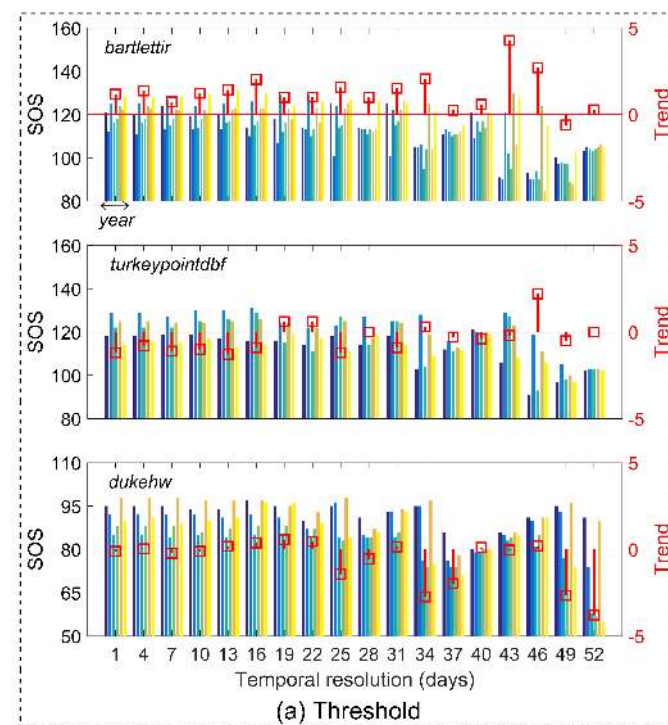 160
140
120
100
80
SOS
bartlettir
year
5
0
-5
Trend
160
140
120
100
80
SOS
turkeypointdbf
5
0
-5
Trend
110
95
80
65
50
SOS
dukehw
5
0
-5
Trend
1 4 7 10 13 16 19 22 25 28 31 34 37 40 43 46 49 52
Temporal resolution (days)
(a) Threshold